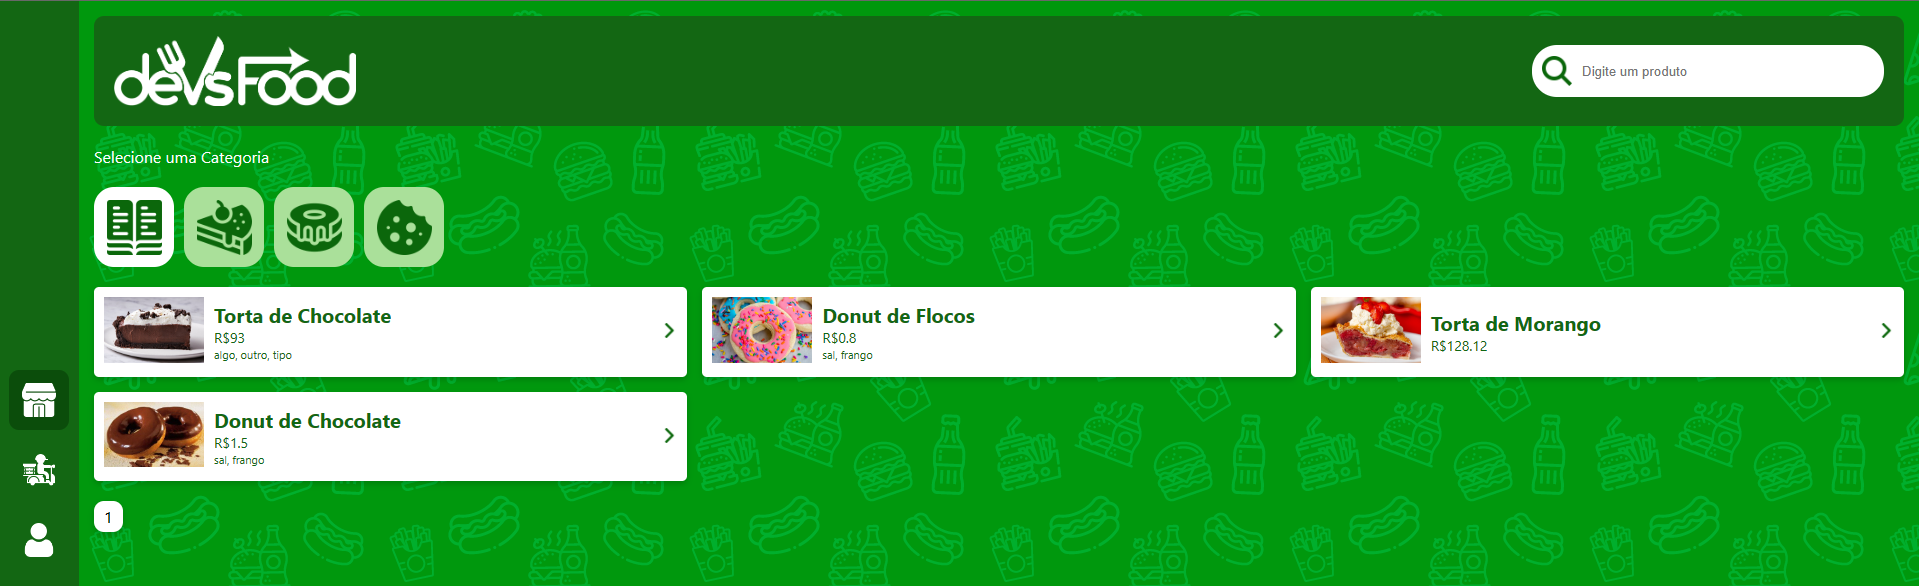 devsFood
Digite um produto
Selecione uma Categoria
Torta de Chocolate
R$93
algo, outro, tipo
Donut de Flocos
R$0.8
sal, frango
Torta de Morango
R$128.12
Donut de Chocolate
R$1.5
sal, frango
1